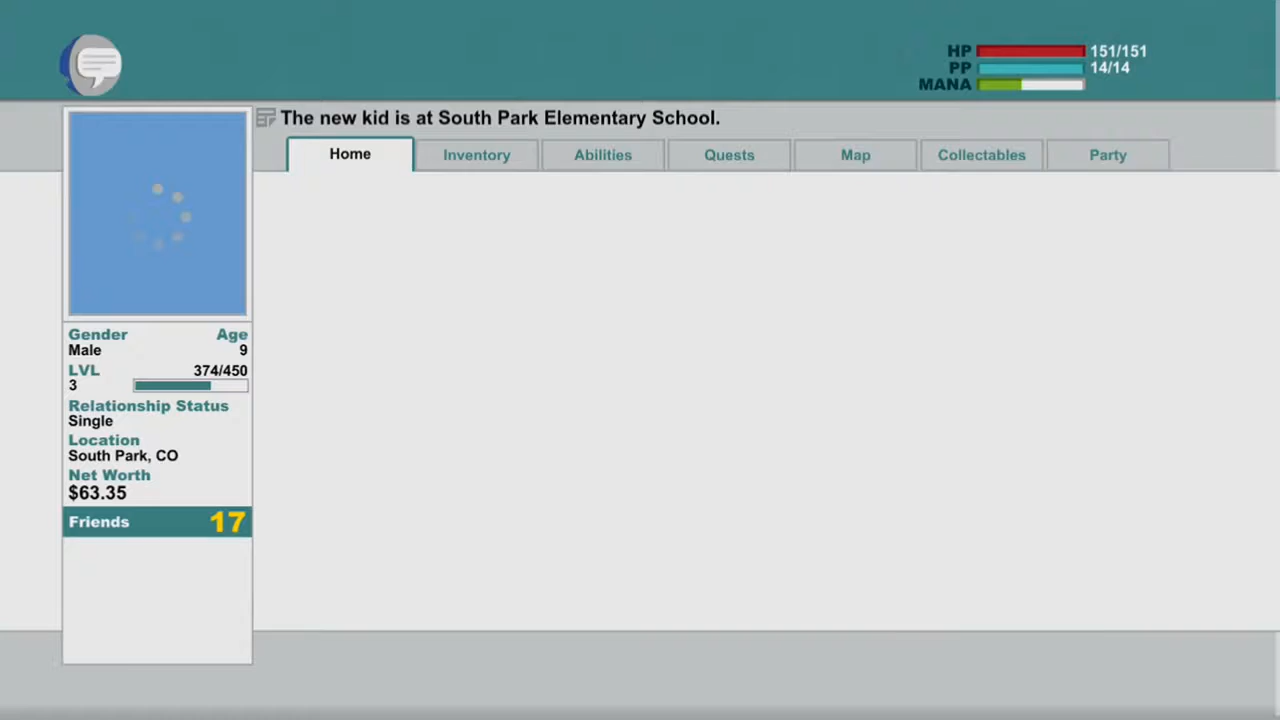 HP 151/151
PP 14/14
MANA
The new kid is at South Park Elementary School.
Home Inventory Abilities Quests Map Collectables Party
Gender Age
Male 9
LVL 374/450
3
Relationship Status
Single
Location
South Park, CO
Net Worth
$63.35
Friends 17